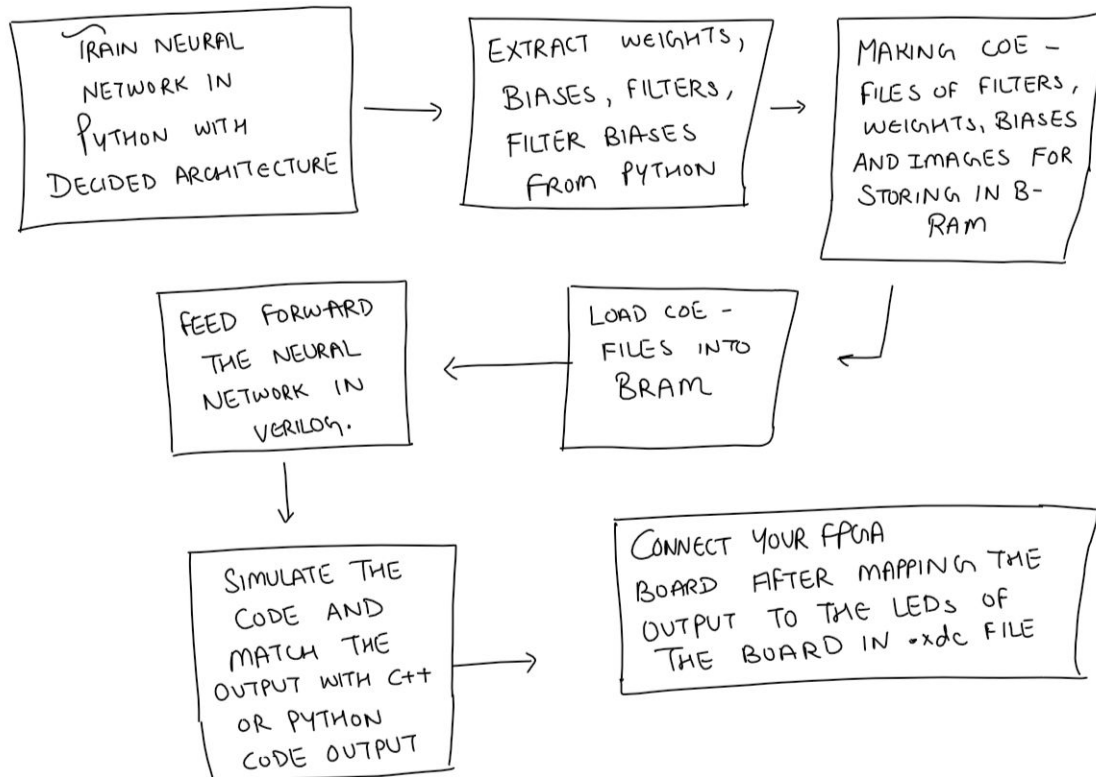 TRAIN NEURAL
NETWORK IN
PYTHON WITH
DECIDED ARCHITECTURE
EXTRACT WEIGHTS,
BIASES, FILTERS,
FILTER BIASES
FROM PYTHON
MAKING COE -
FILES OF FILTERS,
WEIGHTS, BIASES
AND IMAGES FOR
STORING IN B-
RAM
LOAD COE -
FILES INTO
BRAM
FEED FORWARD
THE NEURAL
NETWORK IN
VERILOG.
SIMULATE THE
CODE AND
MATCH THE
OUTPUT WITH C++
OR PYTHON
CODE OUTPUT
CONNECT YOUR FPGA
BOARD AFTER MAPPING THE
OUTPUT TO THE LEDs OF
THE BOARD IN .xdc FILE